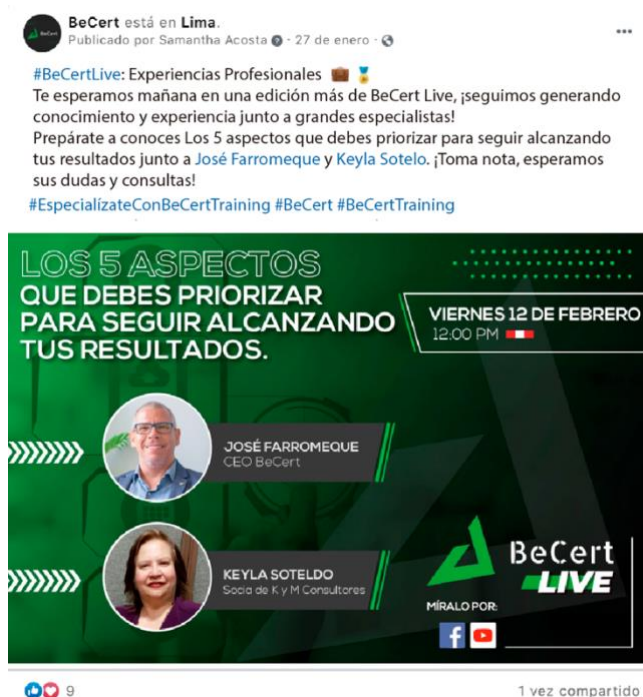 BeCert está en Lima.
Publicado por Samantha Acosta · 27 de enero ·
#BeCertLive: Experiencias Profesionales
Te esperamos mañana en una edición más de BeCert Live, ¡seguimos generando
conocimiento y experiencia junto a grandes especialistas!
Prepárate a conoces Los 5 aspectos que debes priorizar para seguir alcanzando
tus resultados junto a José Farromeque y Keyla Sotelo. ¡Toma nota, esperamos
sus dudas y consultas!
#EspecialízateConBeCertTraining #BeCert #BeCertTraining
LOS 5 ASPECTOS
QUE DEBES PRIORIZAR
PARA SEGUIR ALCANZANDO
TUS RESULTADOS.
VIERNES 12 DE FEBRERO
12:00 PM
JOSÉ FARROMEQUE
CEO BeCert
KEYLA SOTELDO
Socia de K y M Consultores
BeCert
LIVE
MÍRALO POR:
9
1 vez compartido